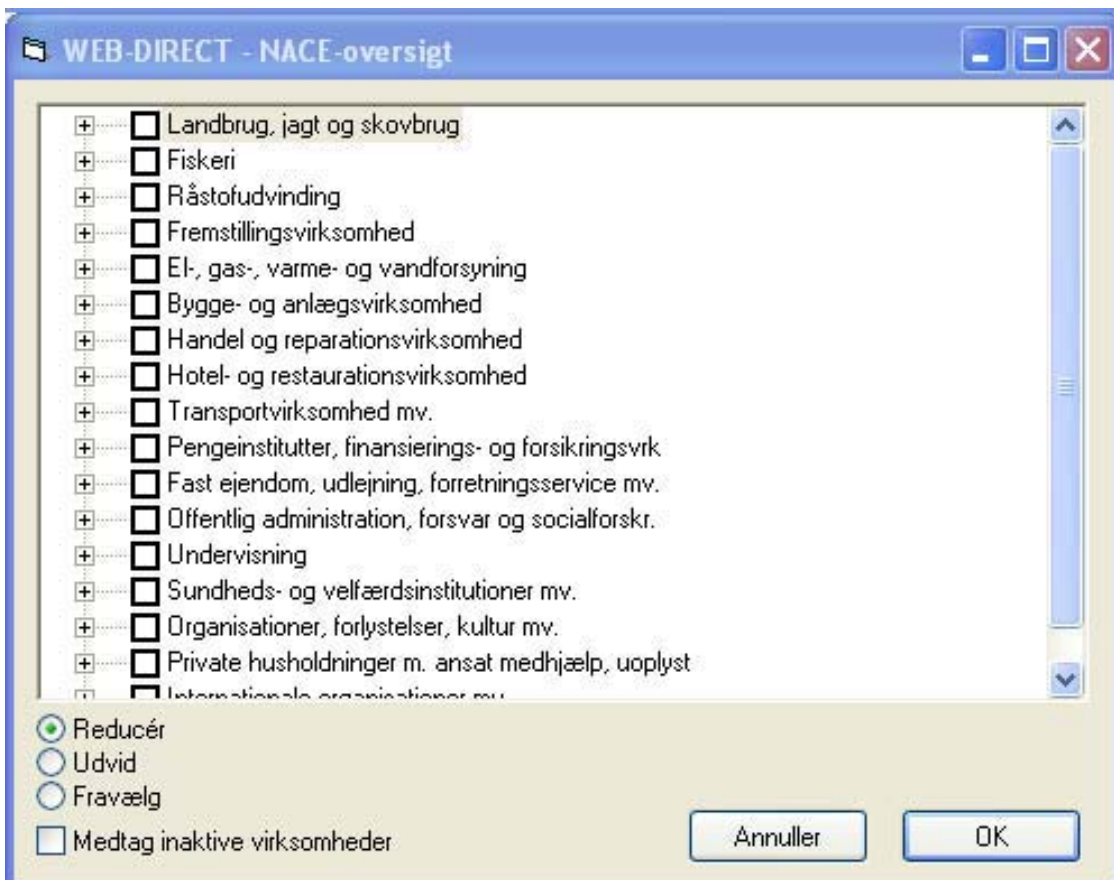 WEB-DIRECT - NACE-oversigt
Landbrug, jagt og skovbrug
Fiskeri
Råstofudvinding
Fremstillingsvirksomhed
El-, gas-, varme- og vandforsyning
Bygge- og anlægsvirksomhed
Handel og reparationsvirksomhed
Hotel- og restaurationsvirksomhed
Transportvirksomhed mv.
Pengeinstitutter, finansierings- og forsikringsvrk
Fast ejendom, udlejning, forretningsservice mv.
Offentlig administration, forsvar og socialforskr.
Undervisning
Sundheds- og velfærdsinstitutioner mv.
Organisationer, forlystelser, kultur mv.
Private husholdninger m. ansat medhjælp, uoplyst
Internationale organisationer mv.
Reducér
Udvid
Fravælg
Medtag inaktive virksomheder
Annuller
OK